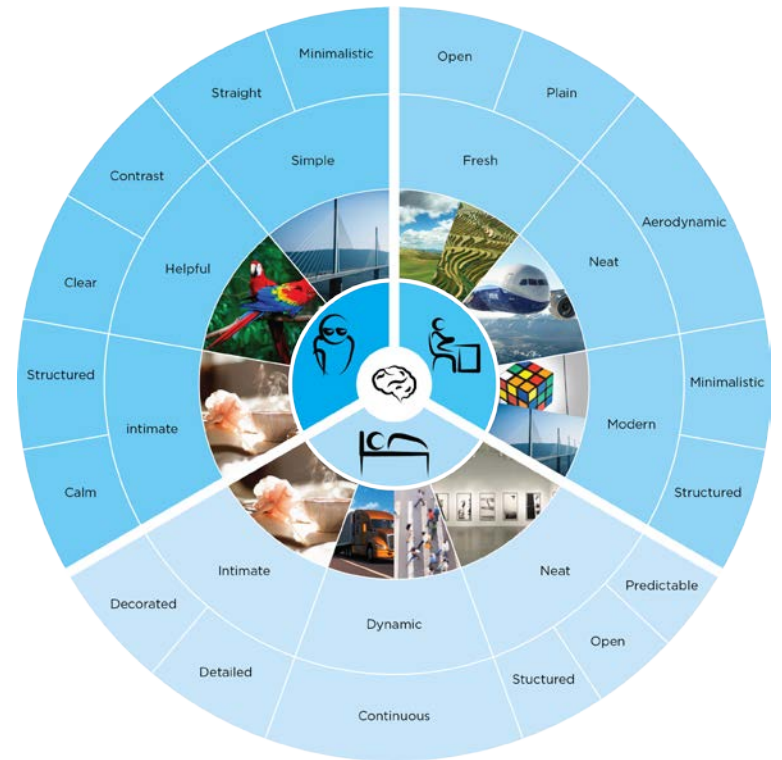 Minimalistic
Open
Straight
Plain
Simple
Fresh
Contrast
Aerodynamic
Helpful
Neat
Clear
Structured
Minimalistic
intimate
Modern
Calm
Structured
Intimate
Neat
Predictable
Decorated
Dynamic
Open
Detailed
Stuctured
Continuous